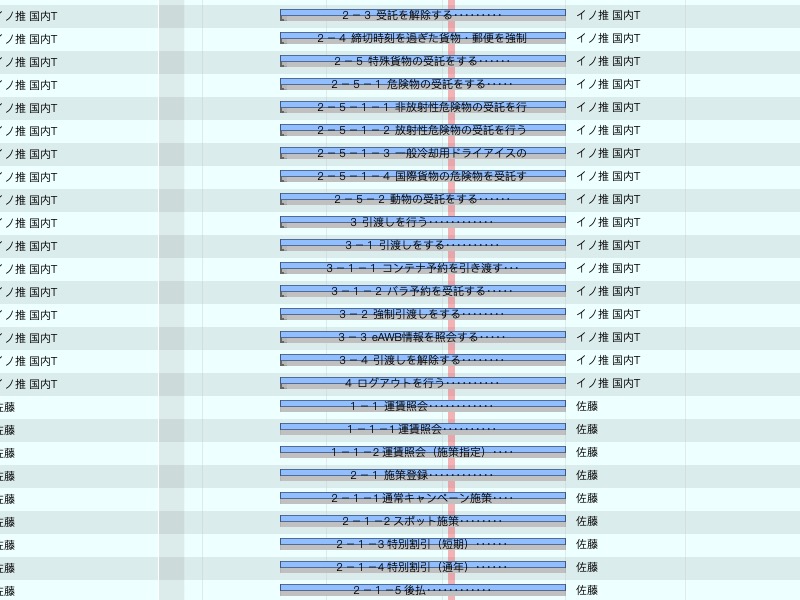 イノ推 国内T 2－3 受託を解除する・・・・・・・・・ イノ推 国内T
イノ推 国内T 2－4 締切時刻を過ぎた貨物・郵便を強制 イノ推 国内T
イノ推 国内T 2－5 特殊貨物の受託をする・・・・・・ イノ推 国内T
イノ推 国内T 2－5－1 危険物の受託をする・・・・・ イノ推 国内T
イノ推 国内T 2－5－1－1 非放射性危険物の受託を行 イノ推 国内T
イノ推 国内T 2－5－1－2 放射性危険物の受託を行う イノ推 国内T
イノ推 国内T 2－5－1－3 一般冷却用ドライアイスの イノ推 国内T
イノ推 国内T 2－5－1－4 国際貨物の危険物を受託す イノ推 国内T
イノ推 国内T 2－5－2 動物の受託をする・・・・・・ イノ推 国内T
イノ推 国内T 3 引渡しを行う・・・・・・・・・・・・ イノ推 国内T
イノ推 国内T 3－1 引渡しをする・・・・・・・・・・ イノ推 国内T
イノ推 国内T 3－1－1 コンテナ予約を引き渡す・・・ イノ推 国内T
イノ推 国内T 3－1－2 バラ予約を受託する・・・・・ イノ推 国内T
イノ推 国内T 3－2 強制引渡しをする・・・・・・・・ イノ推 国内T
イノ推 国内T 3－3 eAWB情報を照会する・・・・・ イノ推 国内T
イノ推 国内T 3－4 引渡しを解除する・・・・・・・・ イノ推 国内T
イノ推 国内T 4 ログアウトを行う・・・・・・・・・・ イノ推 国内T
佐藤 1－1 運賃照会・・・・・・・・・・・・ 佐藤
佐藤 1－1－1 運賃照会・・・・・・・・・・ 佐藤
佐藤 1－1－2 運賃照会（施策指定）・・・・ 佐藤
佐藤 2－1 施策登録・・・・・・・・・・・・ 佐藤
佐藤 2－1－1 通常キャンペーン施策・・・・ 佐藤
佐藤 2－1－2 スポット施策・・・・・・・・ 佐藤
佐藤 2－1－3 特別割引（短期）・・・・・・ 佐藤
佐藤 2－1－4 特別割引（通年）・・・・・・ 佐藤
佐藤 2－1－5 後払・・・・・・・・・・・・ 佐藤